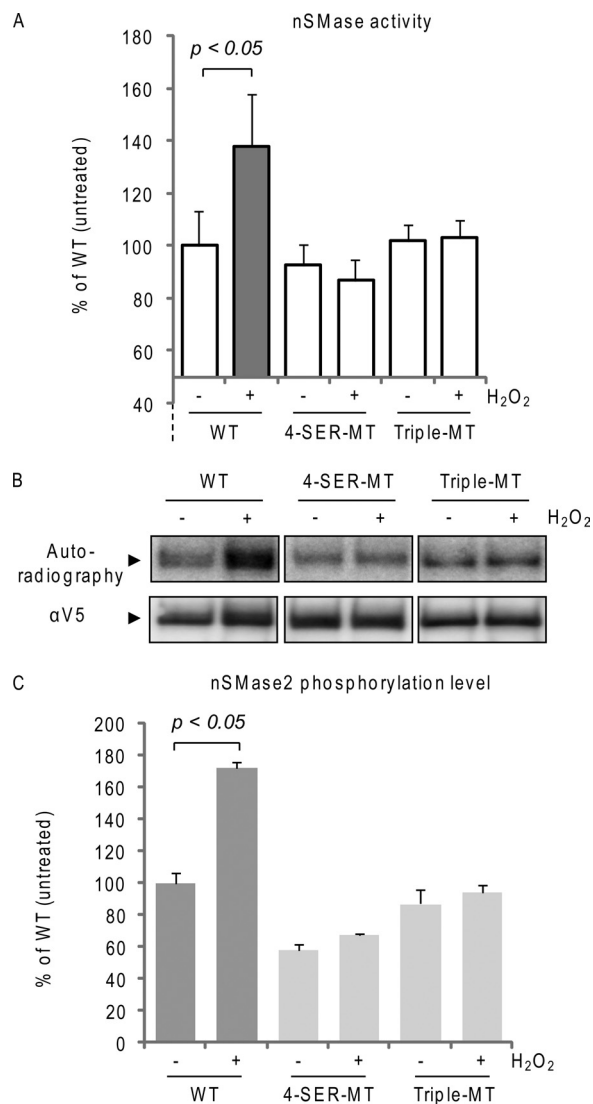 A
nSMase activity
p < 0.05
% of WT (untreated)
180
160
140
120
100
80
60
40
- + - + - + H₂O₂
WT 4-SER-MT Triple-MT
B
WT 4-SER-MT Triple-MT
- + - + - + H₂O₂
Auto-
radiography
αV5
C
nSMase2 phosphorylation level
p < 0.05
% of WT (untreated)
200
180
160
140
120
100
80
60
40
20
0
- + - + - + H₂O₂
WT 4-SER-MT Triple-MT